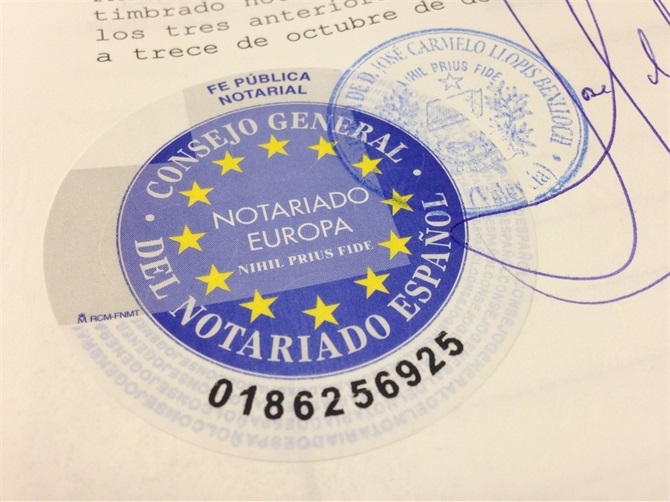 timbrado
los tres anterior
a trece de octubre de
FE PÚBLICA
NOTARIAL
· CONSEJO GENERAL ·
DEL NOTARIADO ESPAÑOL
NOTARIADO
EUROPA
NIHIL PRIUS FIDE
RCM-FNMT
0186256925
DE D. JOSÉ CARMELO LLOPIS BENLLOCH
NIHIL PRIUS FIDE